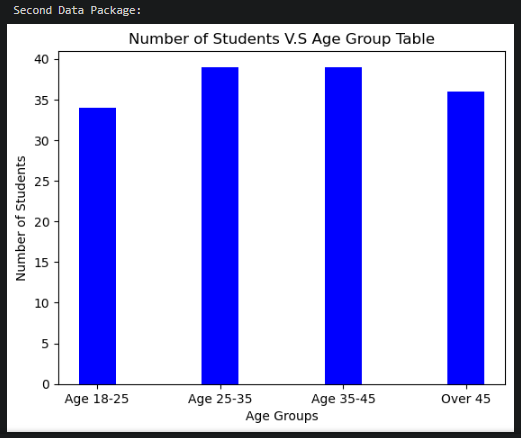 Second Data Package:
Number of Students V.S Age Group Table
40
35
30
25
20
15
10
5
0
Number of Students
Age 18-25 Age 25-35 Age 35-45 Over 45
Age Groups